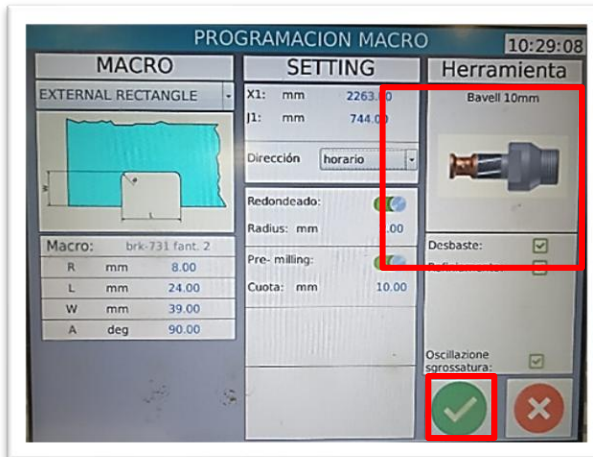 PROGRAMACION MACRO
10:29:08
MACRO
EXTERNAL RECTANGLE
W
L
Macro: brk-731 fant. 2
R mm 8.00
L mm 24.00
W mm 39.00
A deg 90.00
SETTING
X1: mm
J1: mm
Dirección horario
Redondeado:
Radius: mm
Pre- milling:
Cuota: mm 10.00
Herramienta
Bavell 10mm
Desbaste:
Oscillazione
sgrossatura: